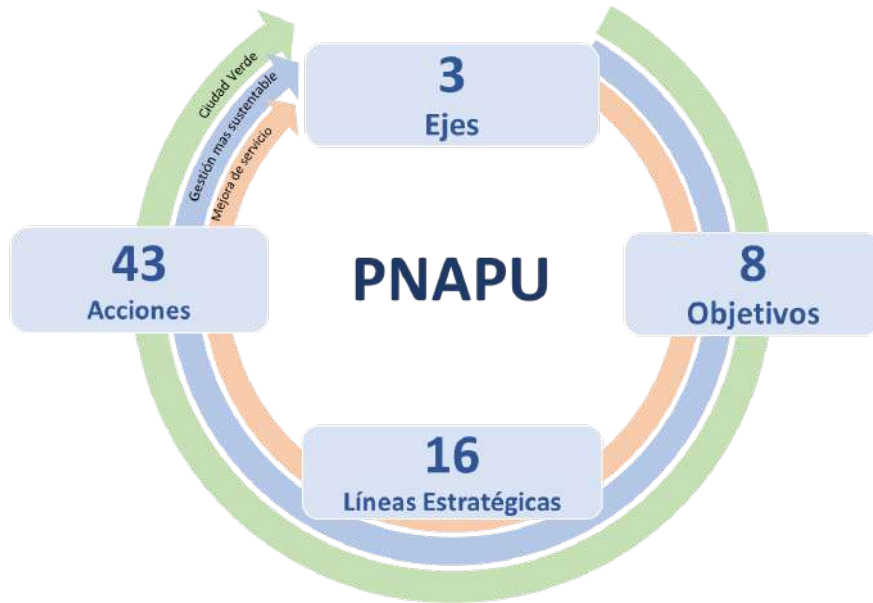 3
Ejes
Ciudad Verde
Gestión mas sustentable
Mejora de servicio
43
Acciones
PNAPU
8
Objetivos
16
Líneas Estratégicas